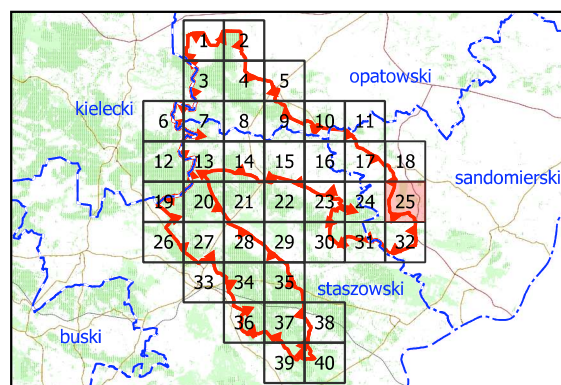 1 2
3 4 5
opatowski
kielecki
6 7 8 9 10 11
12 13 14 15 16 17 18
sandomierski
19 20 21 22 23 24 25
26 27 28 29 30 31 32
33 34 35
staszowski
36 37 38
buski
39 40